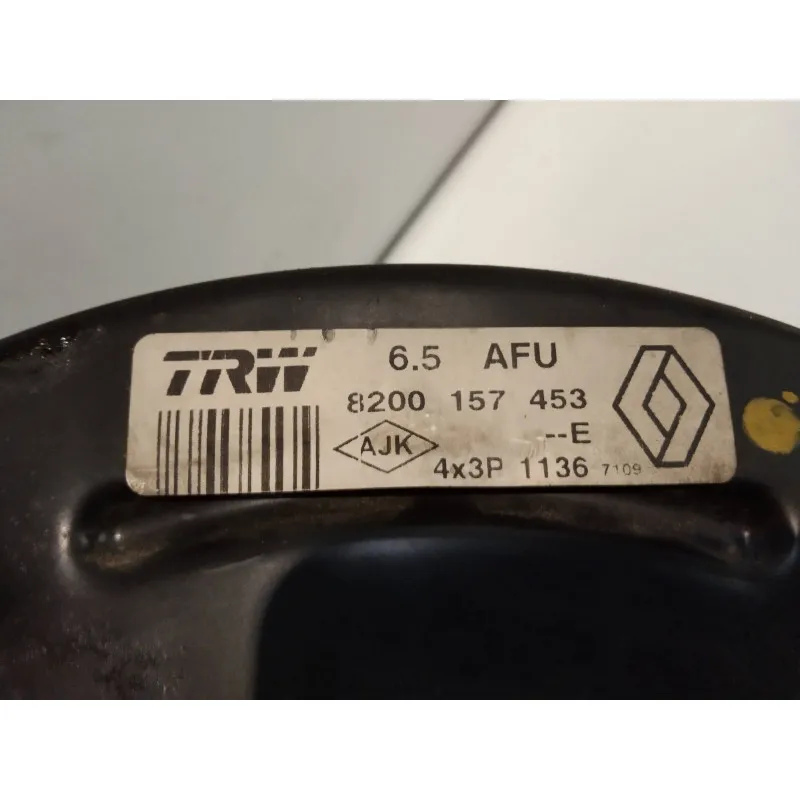 TRW 6.5 AFU
8200 157 453
AJK --E
4x3P 1136 7109